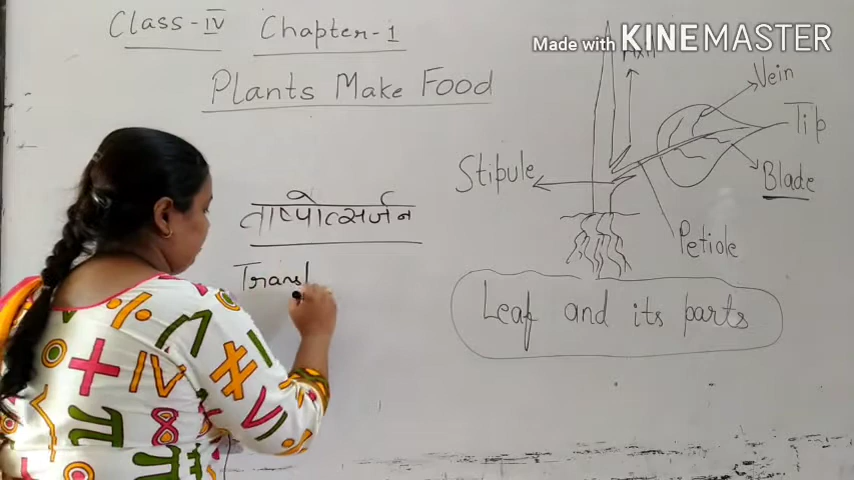 Class-IV Chapter-1
Plants Make Food
Made with KINEMASTER
Vein
Tip
Stipule
Blade
Petiole
ताष्पोत्सर्जन
Trans
Leaf and its parts